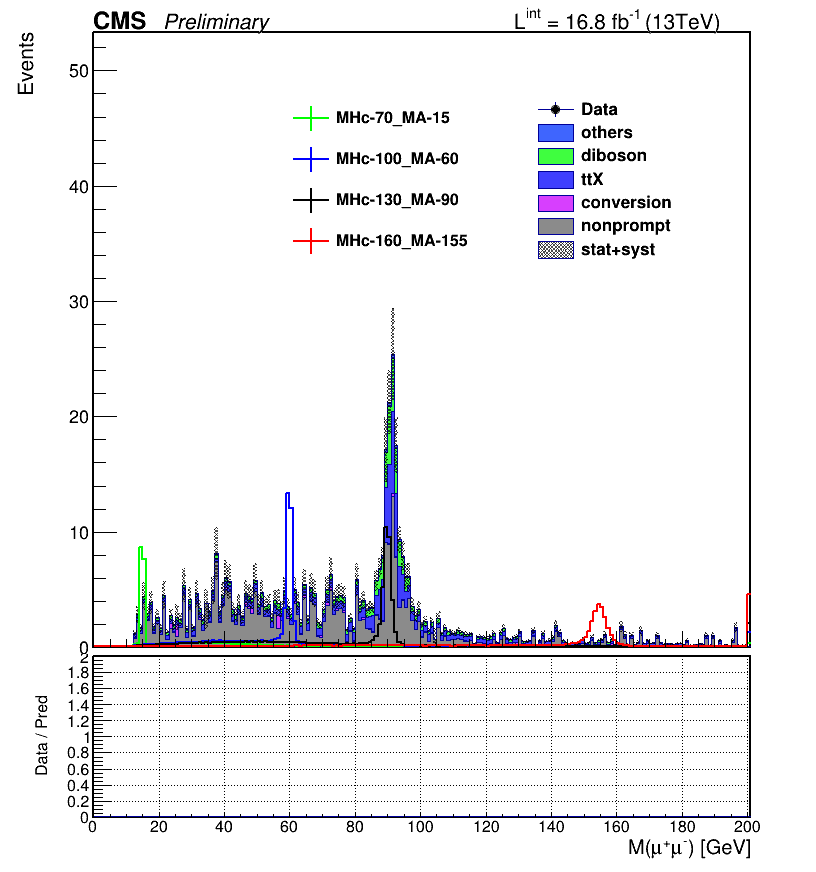 CMS Preliminary L^int = 16.8 fb^-1 (13TeV)
Events
50
40
30
20
10
0
MHc-70_MA-15
MHc-100_MA-60
MHc-130_MA-90
MHc-160_MA-155
Data
others
diboson
ttX
conversion
nonprompt
stat+syst
Data / Pred
2
1.8
1.6
1.4
1.2
1
0.8
0.6
0.4
0.2
0
0 20 40 60 80 100 120 140 160 180 200
M(μ⁺μ⁻) [GeV]